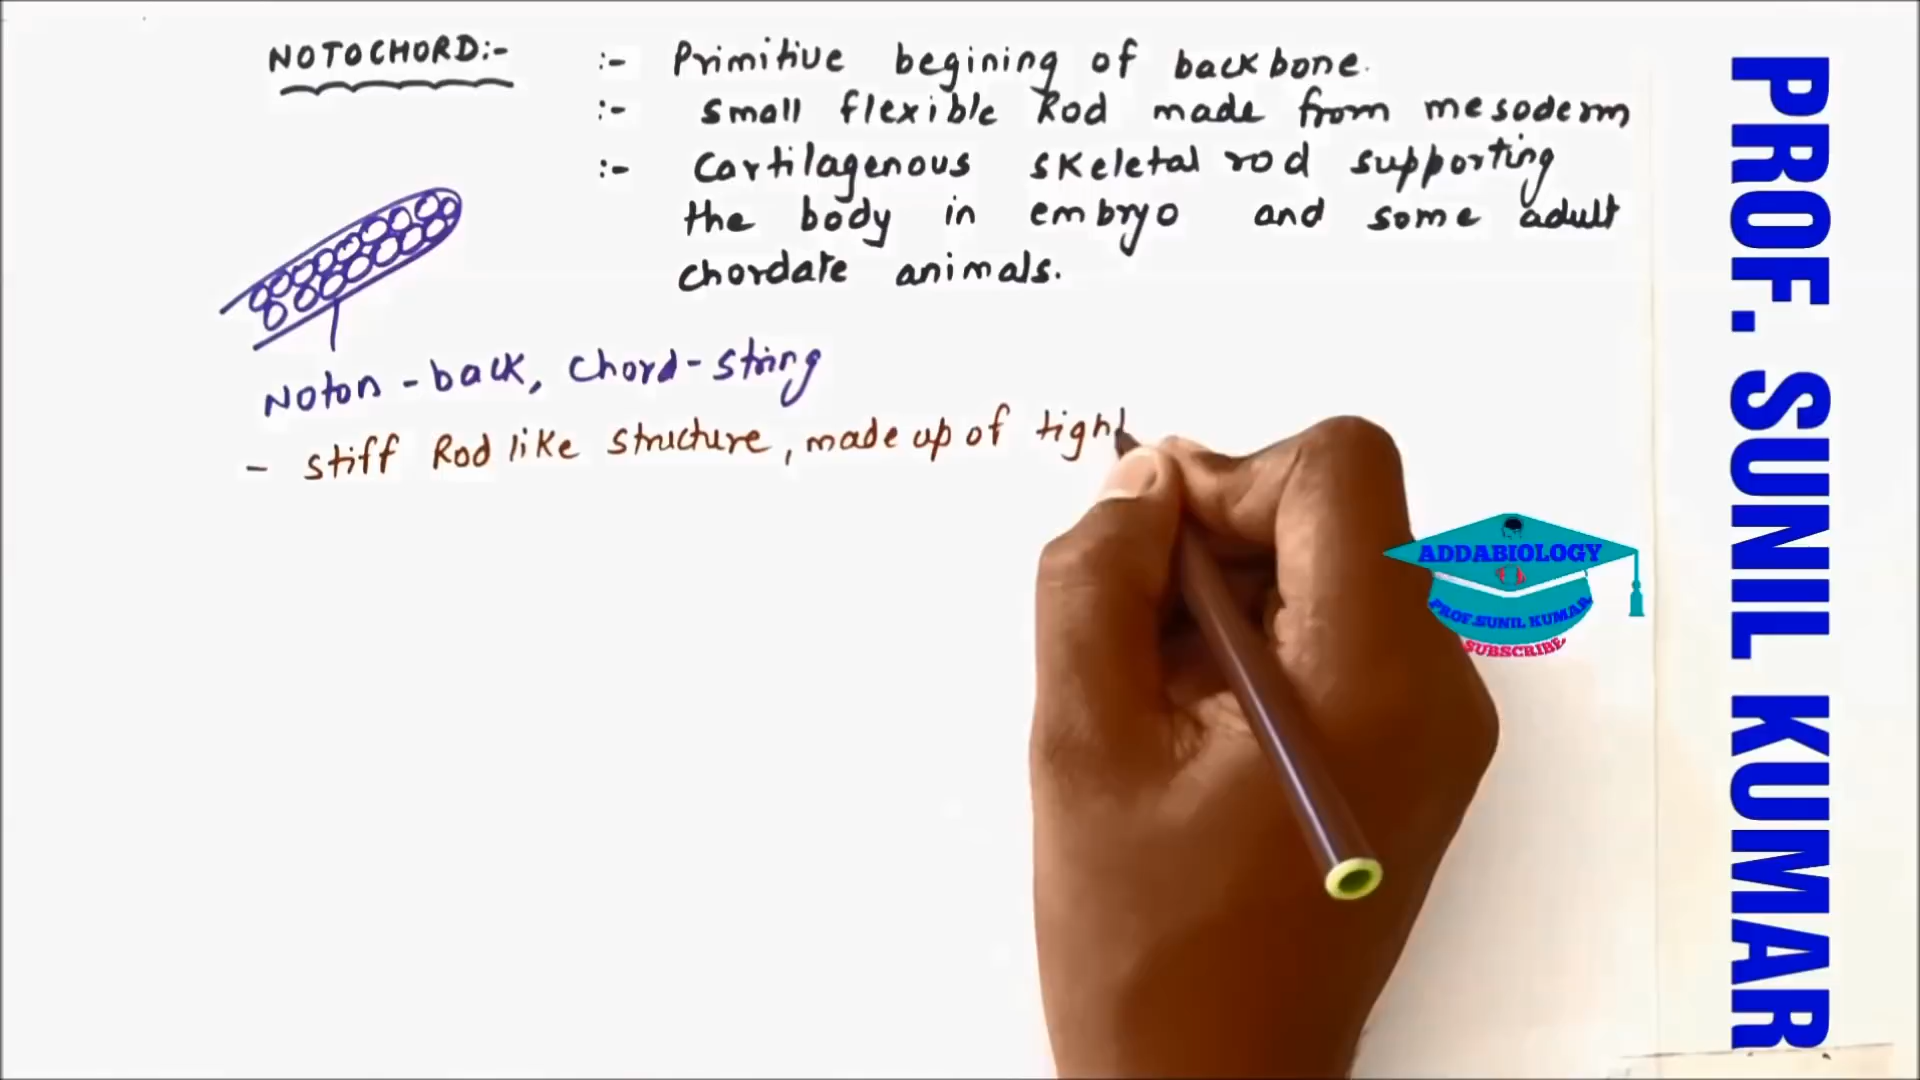 NOTOCHORD:-
:- Primitive begining of backbone.
:- small flexible Rod made from mesoderm
:- Cartilagenous skeletal rod supporting
the body in embryo and some adult
chordate animals.
Noton - back, Chord - string
- stiff Rod like structure, made up of tight
ADDABIOLOGY
PROF.SUNIL KUMAR
SUBSCRIBE
PROF. SUNIL KUMAR